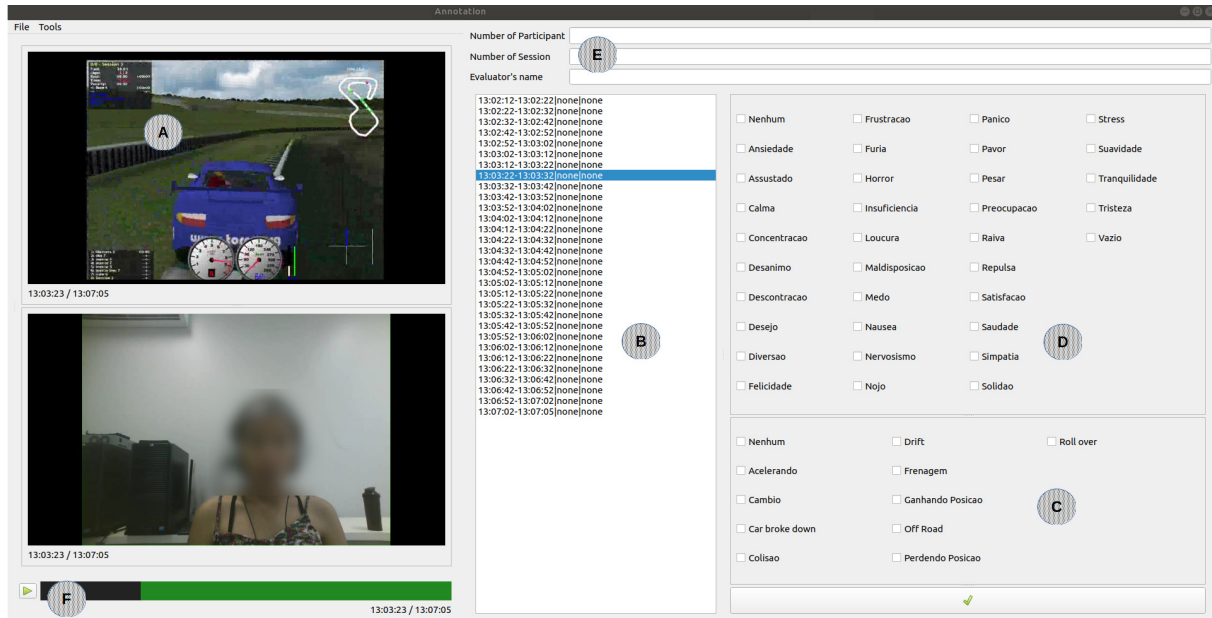 Annotation
File Tools
A
13:03:23 / 13:07:05
13:03:23 / 13:07:05
F
13:03:23 / 13:07:05
Number of Participant
Number of Session
E
Evaluator's name
13:02:12-13:02:22|none|none
13:02:22-13:02:32|none|none
13:02:32-13:02:42|none|none
13:02:42-13:02:52|none|none
13:02:52-13:03:02|none|none
13:03:02-13:03:12|none|none
13:03:12-13:03:22|none|none
13:03:22-13:03:32|none|none
13:03:32-13:03:42|none|none
13:03:42-13:03:52|none|none
13:03:52-13:04:02|none|none
13:04:02-13:04:12|none|none
13:04:12-13:04:22|none|none
13:04:22-13:04:32|none|none
13:04:32-13:04:42|none|none
13:04:42-13:04:52|none|none
13:04:52-13:05:02|none|none
13:05:02-13:05:12|none|none
13:05:12-13:05:22|none|none
13:05:22-13:05:32|none|none
13:05:32-13:05:42|none|none
13:05:42-13:05:52|none|none
13:05:52-13:06:02|none|none
13:06:02-13:06:12|none|none
13:06:12-13:06:22|none|none
13:06:22-13:06:32|none|none
13:06:32-13:06:42|none|none
13:06:42-13:06:52|none|none
13:06:52-13:07:02|none|none
13:07:02-13:07:05|none|none
B
Nenhum Frustracao Panico Stress
Ansiedade Furia Pavor Suavidade
Assustado Horror Pesar Tranquilidade
Calma Insuficiencia Preocupacao Tristeza
Concentracao Loucura Raiva Vazio
Desanimo Maldisposicao Repulsa
Descontracao Medo Satisfacao
Desejo Nausea Saudade
D
Diversao Nervosismo Simpatia
Felicidade Nojo Solidao
Nenhum Drift Roll over
Acelerando Frenagem
Cambio Ganhando Posicao
C
Car broke down Off Road
Colisao Perdendo Posicao